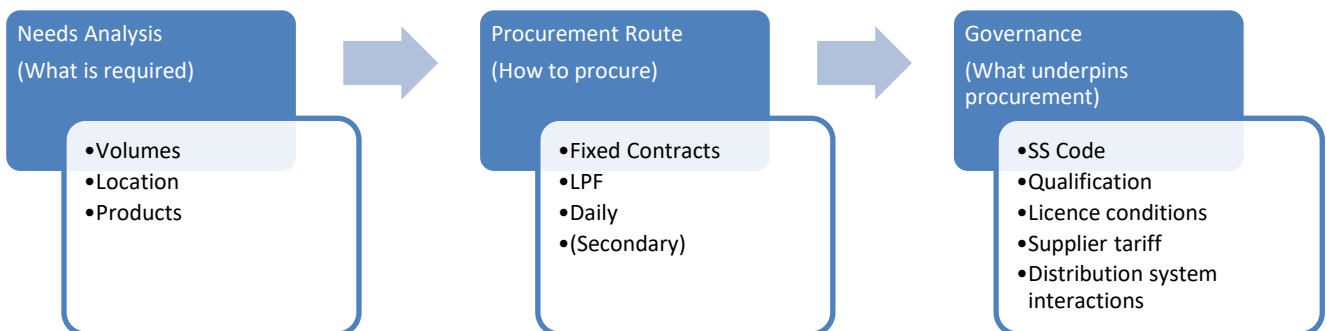 Needs Analysis
(What is required)
•Volumes
•Location
•Products
Procurement Route
(How to procure)
•Fixed Contracts
•LPF
•Daily
•(Secondary)
Governance
(What underpins
procurement)
•SS Code
•Qualification
•Licence conditions
•Supplier tariff
•Distribution system
interactions